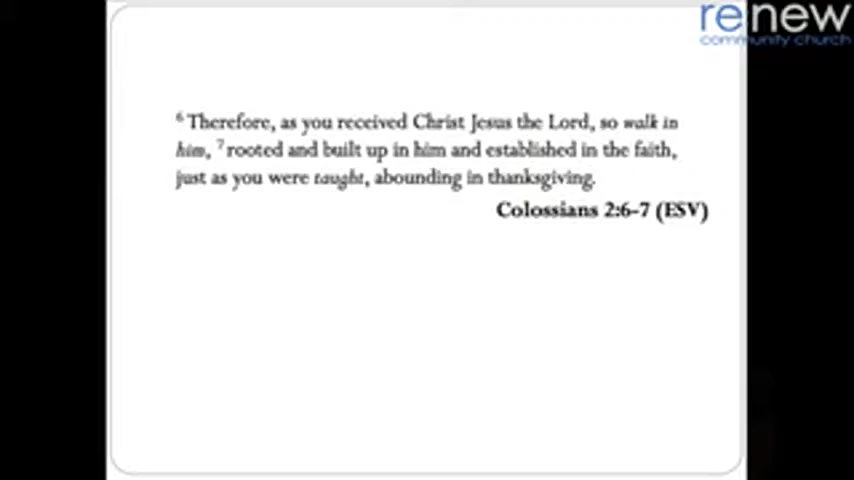 renew
community church
⁶ Therefore, as you received Christ Jesus the Lord, so walk in
him, ⁷ rooted and built up in him and established in the faith,
just as you were taught, abounding in thanksgiving.
Colossians 2:6–7 (ESV)